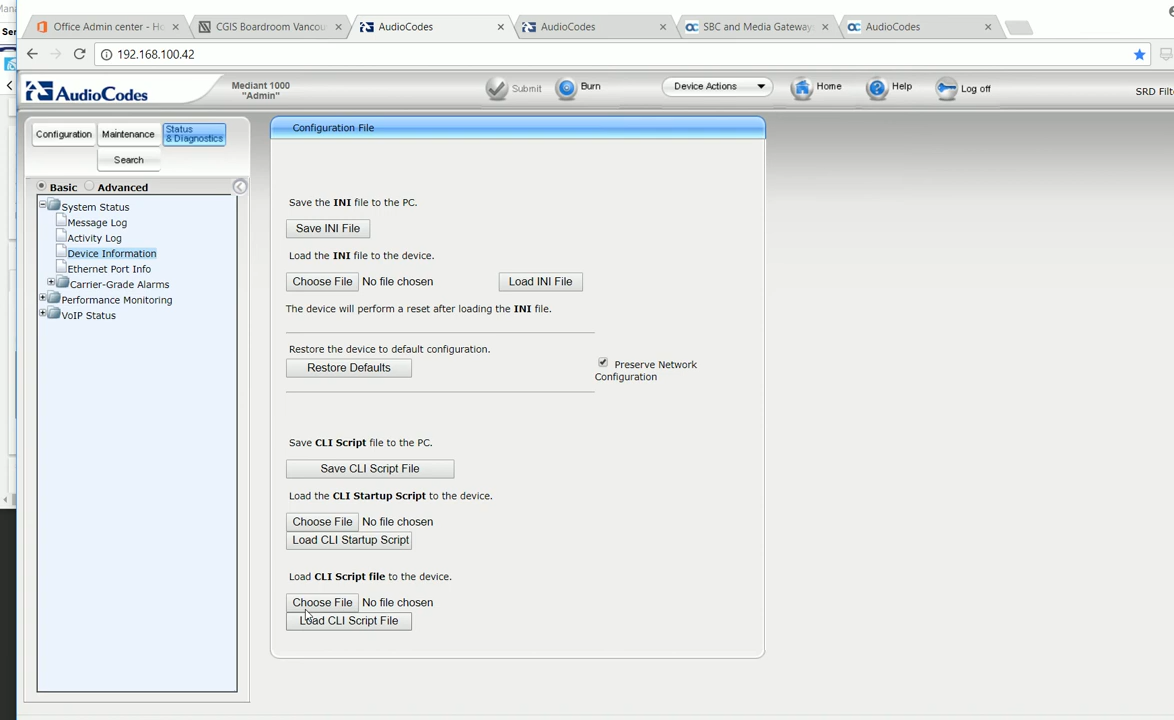 Mana
Ser
Office Admin center - Ho
CGIS Boardroom Vancou
AudioCodes
AudioCodes
SBC and Media Gateway
AudioCodes
192.168.100.42
AudioCodes
Mediant 1000
"Admin"
Submit
Burn
Device Actions
Home
Help
Log off
SRD Filt
Configuration
Maintenance
Status
& Diagnostics
Search
Basic
Advanced
System Status
Message Log
Activity Log
Device Information
Ethernet Port Info
Carrier-Grade Alarms
Performance Monitoring
VoIP Status
Configuration File
Save the INI file to the PC.
Save INI File
Load the INI file to the device.
Choose File No file chosen
Load INI File
The device will perform a reset after loading the INI file.
Restore the device to default configuration.
Restore Defaults
Preserve Network
Configuration
Save CLI Script file to the PC.
Save CLI Script File
Load the CLI Startup Script to the device.
Choose File No file chosen
Load CLI Startup Script
Load CLI Script file to the device.
Choose File No file chosen
Load CLI Script File